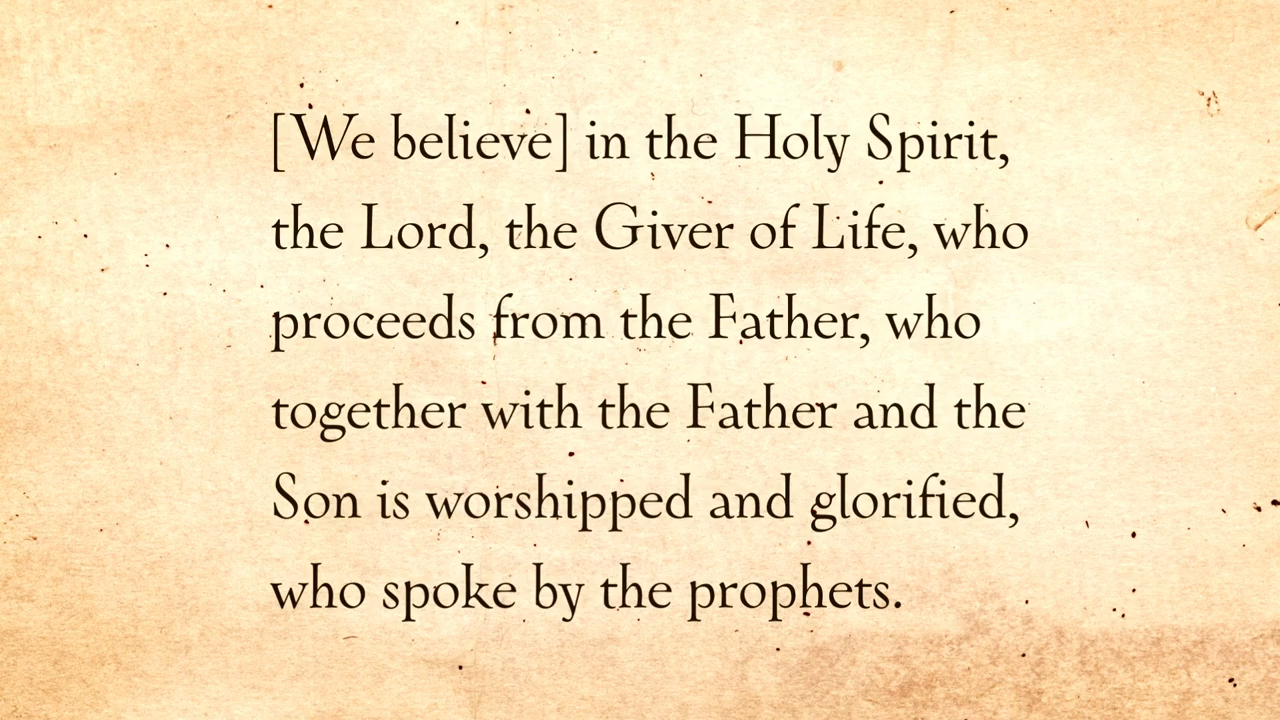 [We believe] in the Holy Spirit,
the Lord, the Giver of Life, who
proceeds from the Father, who
together with the Father and the
Son is worshipped and glorified,
who spoke by the prophets.